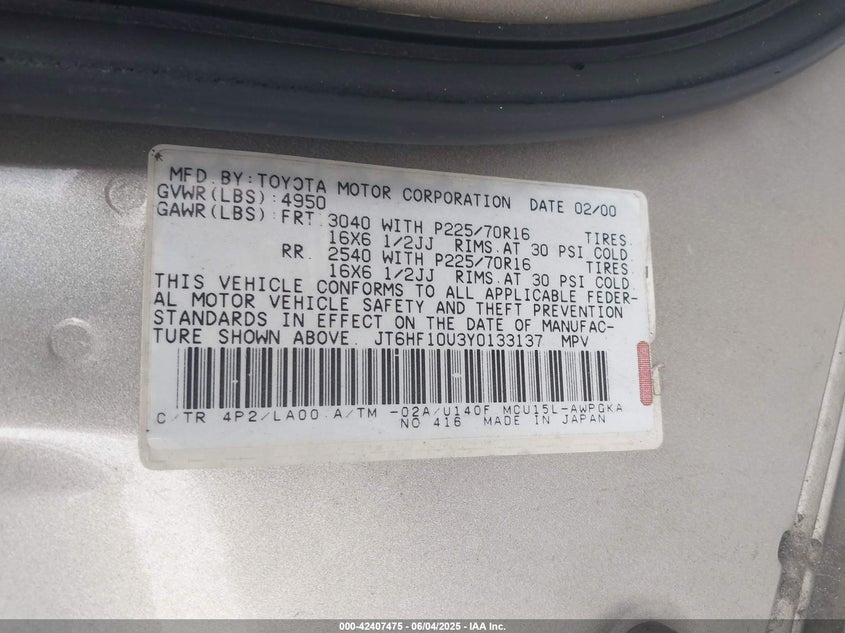 MFD. BY: TOYOTA MOTOR CORPORATION DATE 02/00
GVWR(LBS): 4950
GAWR(LBS): FRT. 3040 WITH P225/70R16 TIRES.
16X6 1/2JJ RIMS. AT 30 PSI COLD.
RR. 2540 WITH P225/70R16 TIRES.
16X6 1/2JJ RIMS. AT 30 PSI COLD.
THIS VEHICLE CONFORMS TO ALL APPLICABLE FEDER-
AL MOTOR VEHICLE SAFETY AND THEFT PREVENTION
STANDARDS IN EFFECT ON THE DATE OF MANUFAC-
TURE SHOWN ABOVE. JT6HF10U3Y0133137 MPV
C/TR 4P2/LA00 A/TM -02A/U140F MCU15L-AWPGKA
NO 416 MADE IN JAPAN
000-42407475 - 06/04/2025 - IAA Inc.